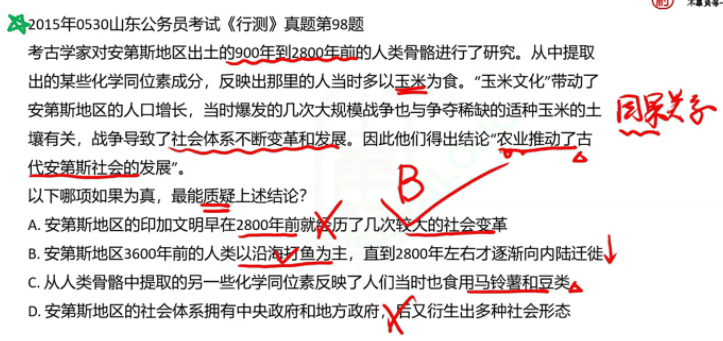 2015年0530山东公务员考试《行测》真题第98题
考古学家对安第斯地区出土的900年到2800年前的人类骨骼进行了研究。从中提取
出的某些化学同位素成分，反映出那里的人当时多以玉米为食。“玉米文化”带动了
安第斯地区的人口增长，当时爆发的几次大规模战争也与争夺稀缺的适种玉米的土
壤有关，战争导致了社会体系不断变革和发展。因此他们得出结论“农业推动了古
代安第斯社会的发展”。
因果关系
以下哪项如果为真，最能质疑上述结论？
B
A. 安第斯地区的印加文明早在2800年前就经历了几次较大的社会变革
B. 安第斯地区3600年前的人类以沿海打鱼为主，直到2800年左右才逐渐向内陆迁徙
C. 从人类骨骼中提取的另一些化学同位素反映了人们当时也食用马铃薯和豆类
D. 安第斯地区的社会体系拥有中央政府和地方政府，后又衍生出多种社会形态